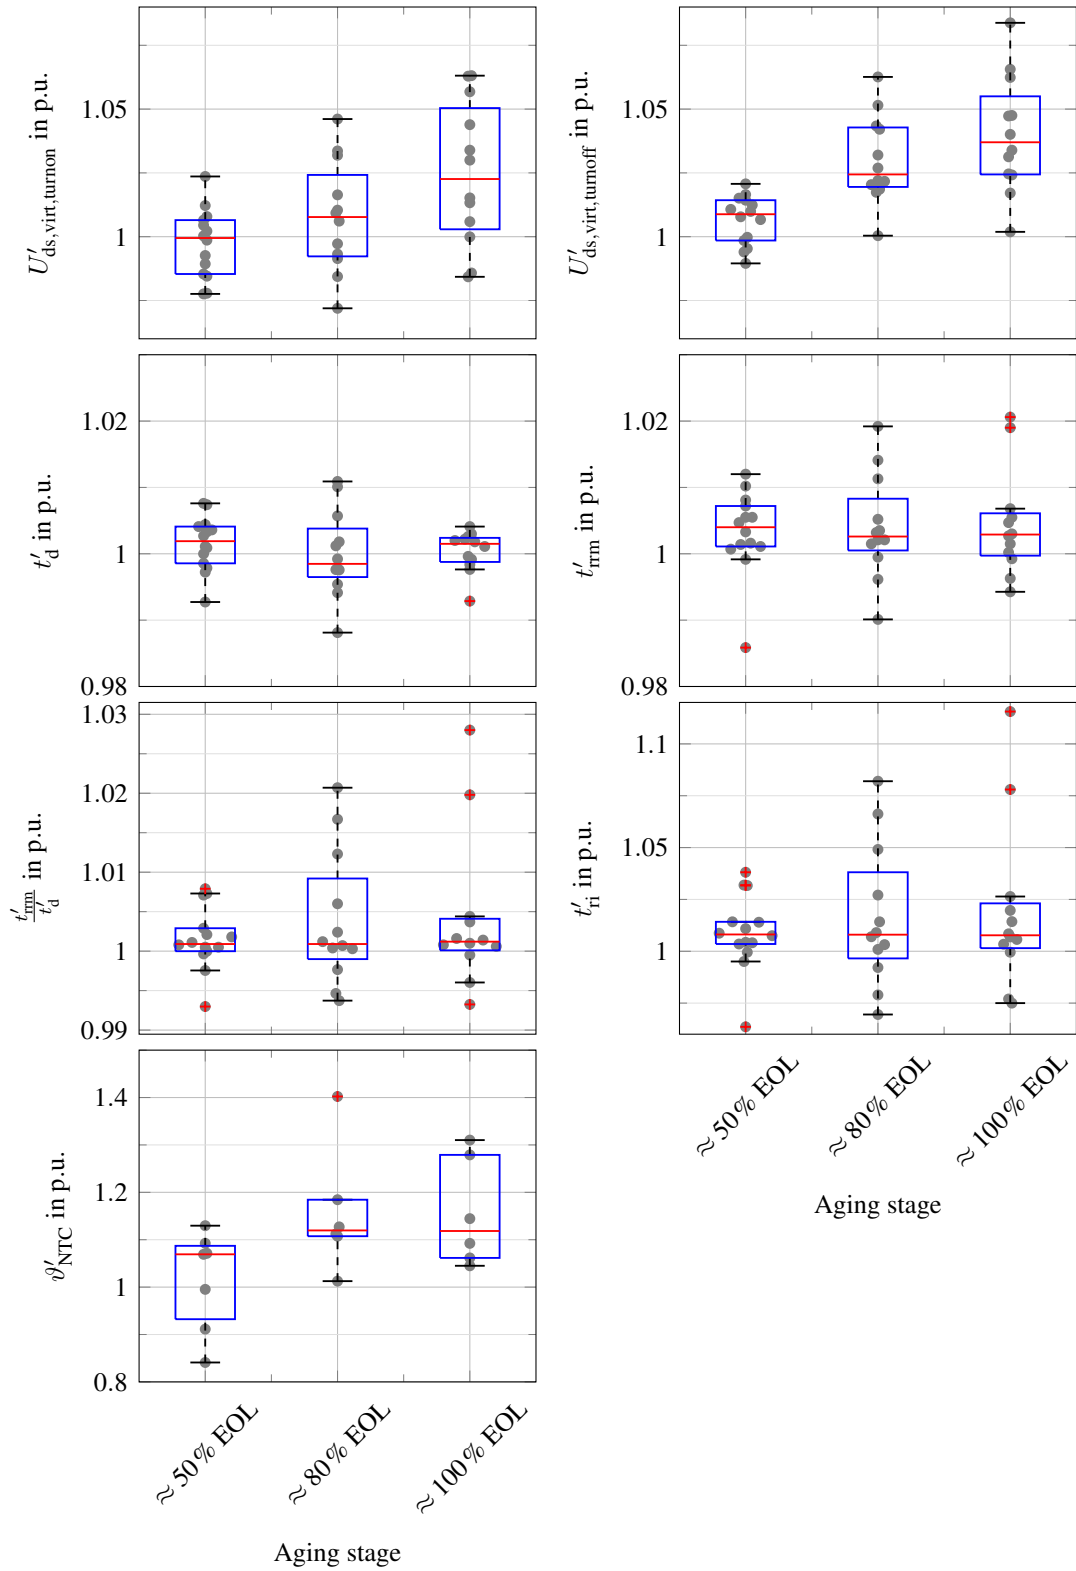 U′ds,virt,turnon in p.u.
1.05
1
U′ds,virt,turnoff in p.u.
1.05
1
t′d in p.u.
1.02
1
0.98
t′rrm in p.u.
1.02
1
0.98
t′rrm/t′d in p.u.
1.03
1.02
1.01
1
0.99
t′ri in p.u.
1.1
1.05
1
≈ 50% EOL
≈ 80% EOL
≈ 100% EOL
Aging stage
ϑ′NTC in p.u.
1.4
1.2
1
0.8
≈ 50% EOL
≈ 80% EOL
≈ 100% EOL
Aging stage